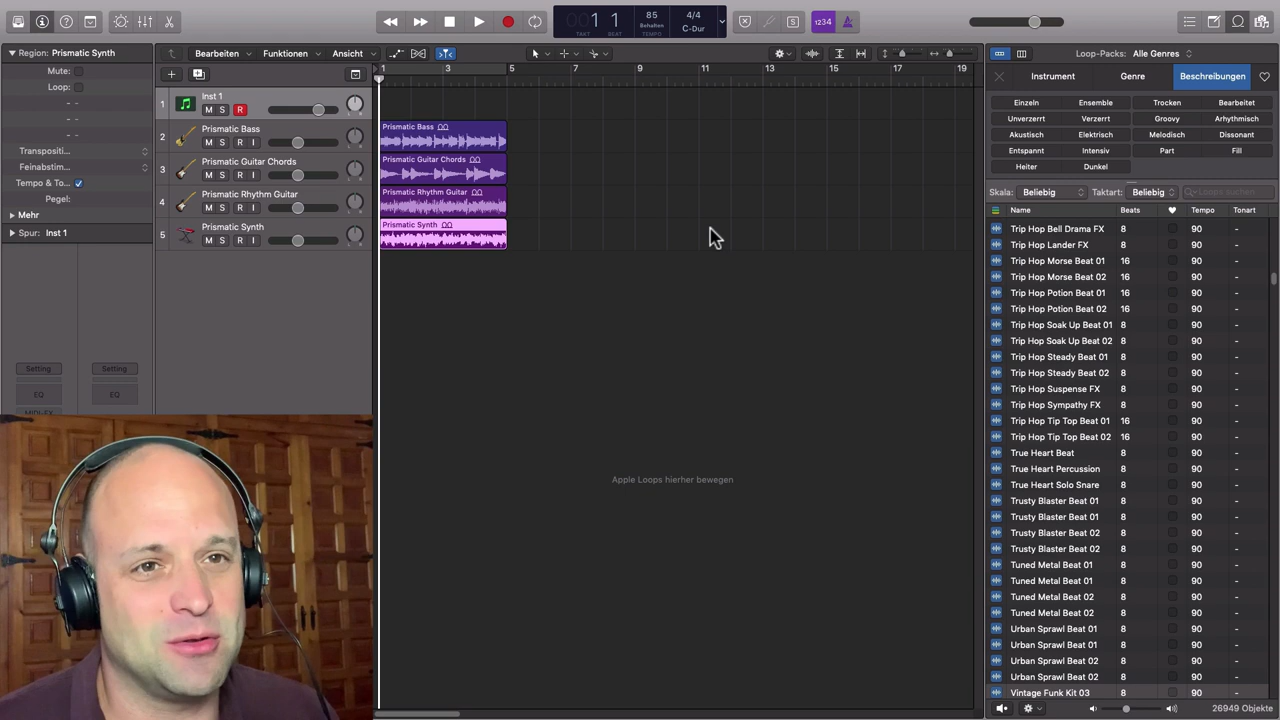 1 1
TAKT BEAT
85
Behalten
TEMPO
4/4
C-Dur
1234
Region: Prismatic Synth
Mute:
Loop:
Transpositi...
Feinabstim...
Tempo & To...
Pegel:
Mehr
Spur: Inst 1
Setting Setting
EQ EQ
MIDI-FX
Bearbeiten Funktionen Ansicht
1 Inst 1
M S R
2 Prismatic Bass
M S R I
3 Prismatic Guitar Chords
M S R I
4 Prismatic Rhythm Guitar
M S R I
5 Prismatic Synth
M S R I
1 3 5 7 9 11 13 15 17 19
Prismatic Bass
Prismatic Guitar Chords
Prismatic Rhythm Guitar
Prismatic Synth
Apple Loops hierher bewegen
Loop-Packs: Alle Genres
Instrument Genre Beschreibungen
Einzeln Ensemble Trocken Bearbeitet
Unverzerrt Verzerrt Groovy Arhythmisch
Akustisch Elektrisch Melodisch Dissonant
Entspannt Intensiv Part Fill
Heiter Dunkel
Skala: Beliebig Taktart: Beliebig Loops suchen
Name Beats Tempo Tonart
Trip Hop Bell Drama FX 8 90 -
Trip Hop Lander FX 8 90 -
Trip Hop Morse Beat 01 16 90 -
Trip Hop Morse Beat 02 16 90 -
Trip Hop Potion Beat 01 16 90 -
Trip Hop Potion Beat 02 16 90 -
Trip Hop Soak Up Beat 01 8 90 -
Trip Hop Soak Up Beat 02 8 90 -
Trip Hop Steady Beat 01 8 90 -
Trip Hop Steady Beat 02 8 90 -
Trip Hop Suspense FX 8 90 -
Trip Hop Sympathy FX 8 90 -
Trip Hop Tip Top Beat 01 16 90 -
Trip Hop Tip Top Beat 02 16 90 -
True Heart Beat 8 90 -
True Heart Percussion 8 90 -
True Heart Solo Snare 8 90 -
Trusty Blaster Beat 01 8 90 -
Trusty Blaster Beat 01 8 90 -
Trusty Blaster Beat 02 8 90 -
Trusty Blaster Beat 02 8 90 -
Tuned Metal Beat 01 8 90 -
Tuned Metal Beat 01 8 90 -
Tuned Metal Beat 02 8 90 -
Tuned Metal Beat 02 8 90 -
Urban Sprawl Beat 01 8 90 -
Urban Sprawl Beat 01 8 90 -
Urban Sprawl Beat 02 8 90 -
Urban Sprawl Beat 02 8 90 -
Vintage Funk Kit 03 8 90 -
26949 Objekte